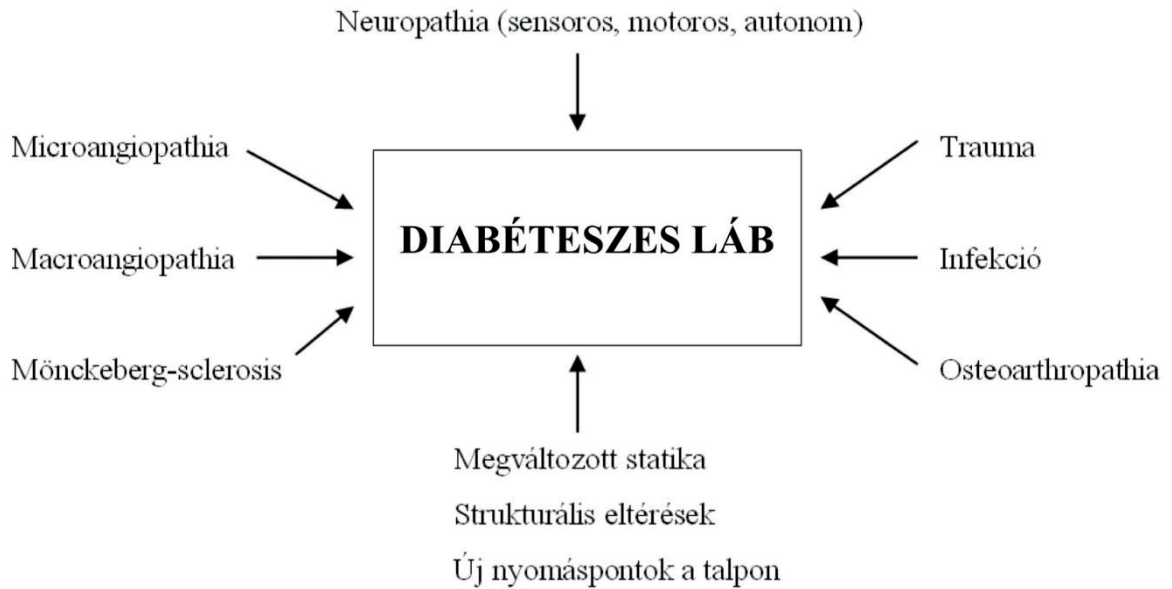 Neuropathia (sensoros, motoros, autonom)
Microangiopathia
Trauma
DIABÉTESZES LÁB
Macroangiopathia
Infekció
Mönckeberg-sclerosis
Osteoarthropathia
Megváltozott statika
Strukturális eltérések
Új nyomáspontok a talpon